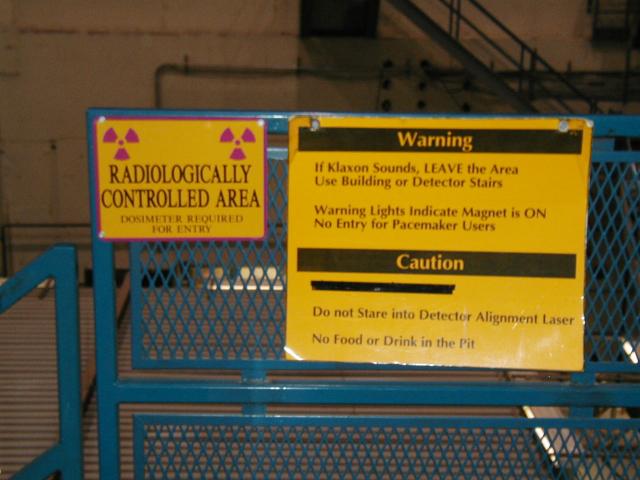 RADIOLOGICALLY
CONTROLLED AREA
DOSIMETER REQUIRED
FOR ENTRY
Warning
If Klaxon Sounds, LEAVE the Area
Use Building or Detector Stairs
Warning Lights Indicate Magnet is ON
No Entry for Pacemaker Users
Caution
Do not Stare into Detector Alignment Laser
No Food or Drink in the Pit